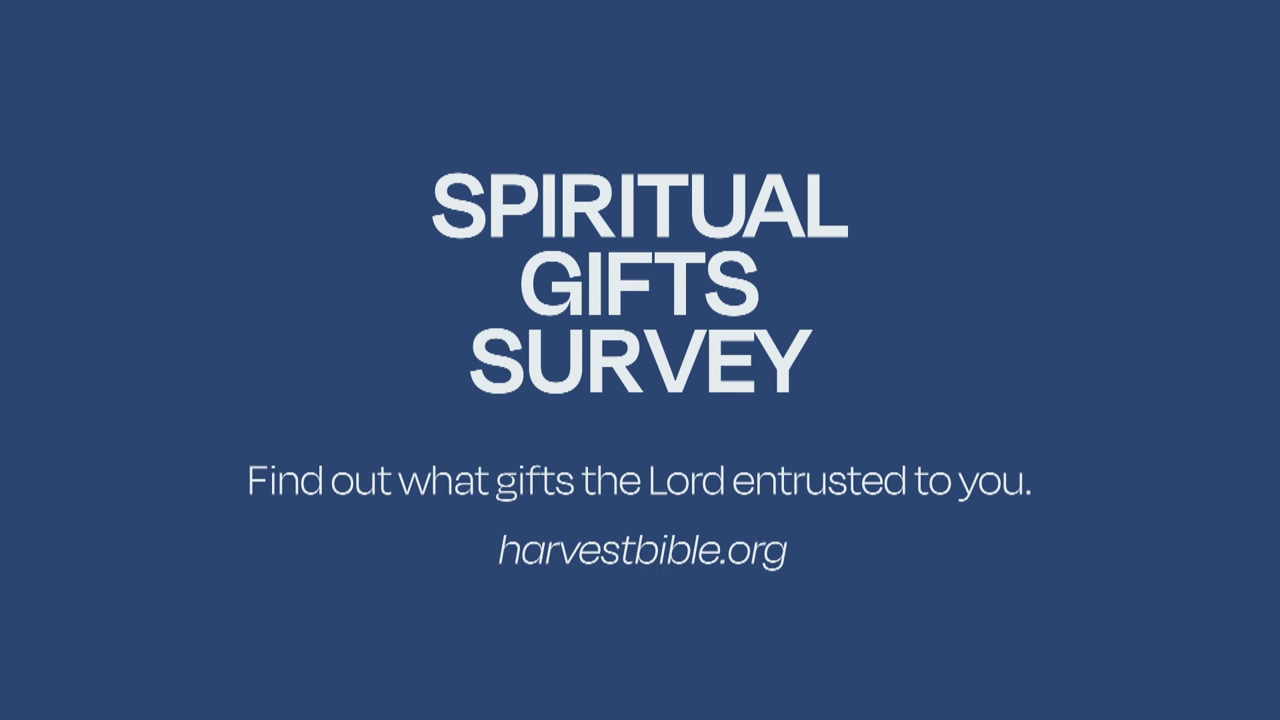 SPIRITUAL
GIFTS
SURVEY
Find out what gifts the Lord entrusted to you.
harvestbible.org